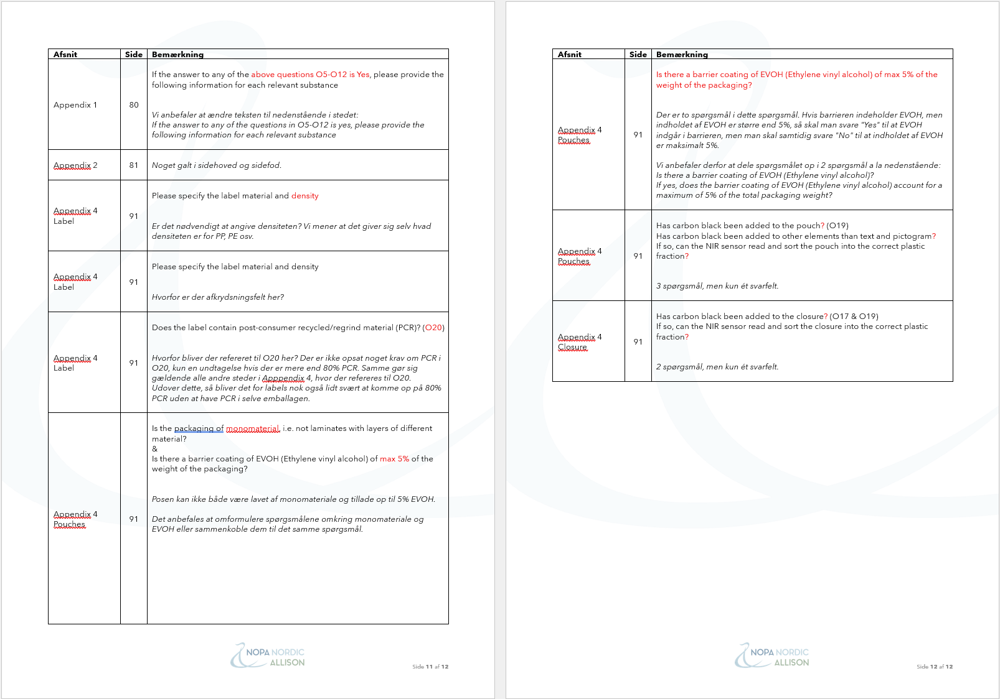 Afsnit Side Bemærkning
If the answer to any of the above questions O5-O12 is Yes, please provide the
following information for each relevant substance
Appendix 1 80
Vi anbefaler at ændre teksten til nedenstående i stedet:
If the answer to any of the questions in O5-O12 is yes, please provide the
following information for each relevant substance
Appendix 2 81 Noget galt i sidehoved og sidefod.
Please specify the label material and density
Appendix 4
Label
91
Er det nødvendigt at angive densiteten? Vi mener at det giver sig selv hvad
densiteten er for PP, PE osv.
Please specify the label material and density
Appendix 4
Label
91
Hvorfor er der afkrydsningsfelt her?
Does the label contain post-consumer recycled/regrind material (PCR)? (O20)
Appendix 4
Label
91
Hvorfor bliver der refereret til O20 her? Der er ikke opsat noget krav om PCR i
O20, kun en undtagelse hvis der er mere end 80% PCR. Samme gør sig
gældende alle andre steder i Apppendix 4, hvor der refereres til O20.
Udover dette, så bliver det for labels nok også lidt svært at komme op på 80%
PCR uden at have PCR i selve emballagen.
Is the packaging of monomaterial, i.e. not laminates with layers of different
material?
&
Is there a barrier coating of EVOH (Ethylene vinyl alcohol) of max 5% of the
weight of the packaging?
Posen kan ikke både være lavet af monomateriale og tillade op til 5% EVOH.
Appendix 4
Pouches
91
Det anbefales at omformulere spørgsmålene omkring monomateriale og
EVOH eller sammenkoble dem til det samme spørgsmål.
NOPA NORDIC
ALLISON
Side 11 af 12
Afsnit Side Bemærkning
Is there a barrier coating of EVOH (Ethylene vinyl alcohol) of max 5% of the
weight of the packaging?
Appendix 4
Pouches
91
Der er to spørgsmål i dette spørgsmål. Hvis barrieren indeholder EVOH, men
indholdet af EVOH er større end 5%, så skal man svare "Yes" til at EVOH
indgår i barrieren, men man skal samtidig svare "No" til at indholdet af EVOH
er maksimalt 5%.
Vi anbefaler derfor at dele spørgsmålet op i 2 spørgsmål a la nedenstående:
Is there a barrier coating of EVOH (Ethylene vinyl alcohol)?
If yes, does the barrier coating of EVOH (Ethylene vinyl alcohol) account for a
maximum of 5% of the total packaging weight?
Has carbon black been added to the pouch? (O19)
Has carbon black been added to other elements than text and pictogram?
If so, can the NIR sensor read and sort the pouch into the correct plastic
fraction?
Appendix 4
Pouches
91
3 spørgsmål, men kun ét svarfelt.
Has carbon black been added to the closure? (O17 & O19)
If so, can the NIR sensor read and sort the closure into the correct plastic
fraction?
Appendix 4
Closure
91
2 spørgsmål, men kun ét svarfelt.
NOPA NORDIC
ALLISON
Side 12 af 12